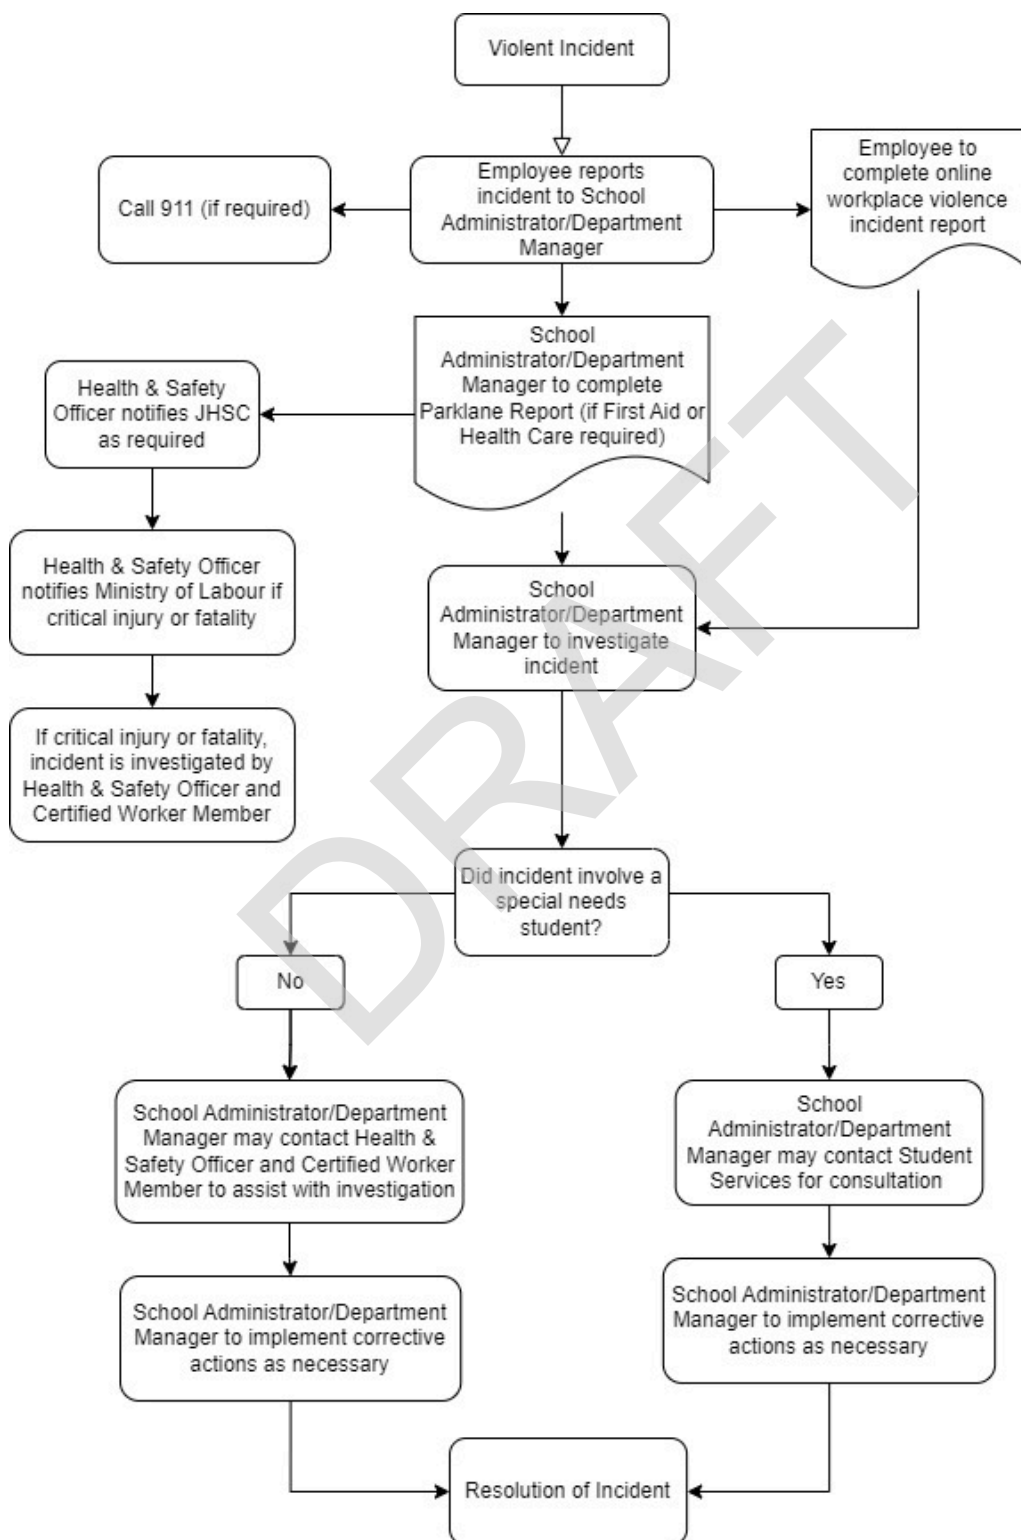 Violent Incident
Employee reports
incident to School
Administrator/Department
Manager
Call 911 (if required)
Employee to
complete online
workplace violence
incident report
School
Administrator/Department
Manager to complete
Parklane Report (if First Aid or
Health Care required)
Health & Safety
Officer notifies JHSC
as required
Health & Safety Officer
notifies Ministry of Labour if
critical injury or fatality
If critical injury or fatality,
incident is investigated by
Health & Safety Officer and
Certified Worker Member
School
Administrator/Department
Manager to investigate
incident
Did incident involve a
special needs
student?
No
Yes
School Administrator/Department
Manager may contact Health &
Safety Officer and Certified Worker
Member to assist with investigation
School
Administrator/Department
Manager may contact Student
Services for consultation
School Administrator/Department
Manager to implement corrective
actions as necessary
School Administrator/Department
Manager to implement corrective
actions as necessary
Resolution of Incident
DRAFT